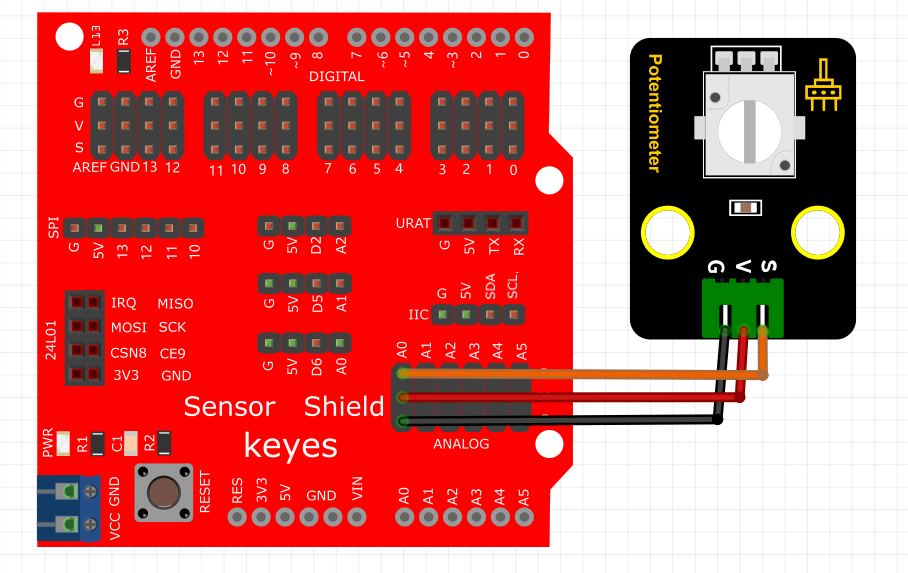 L13 R3
AREF GND 13 12 11 ~10 ~9 8 7 ~6 ~5 4 ~3 2 1 0
DIGITAL
G
V
S
AREF GND 13 12 11 10 9 8 7 6 5 4 3 2 1 0
SPI
G 5V 13 12 11 10
G 5V D2 A2
URAT
G 5V TX RX
G 5V D5 A1
IIC
G 5V SDA SCL.
G 5V D6 A0
24L01
IRQ MISO
MOSI SCK
CSN8 CE9
3V3 GND
A0 A1 A2 A3 A4 A5
ANALOG
Sensor Shield
keyes
PWR R1 C1 R2
VCC GND
RESET
RES 3V3 5V GND VIN
A0 A1 A2 A3 A4 A5
Potentiometer
G V S